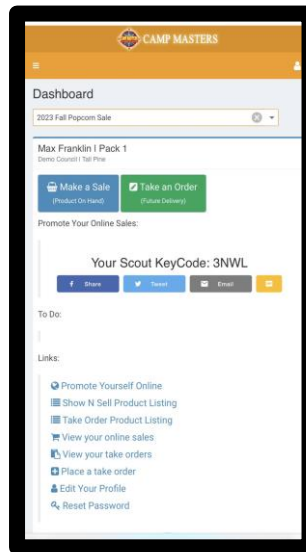 CAMP MASTERS
Dashboard
2023 Fall Popcorn Sale
Max Franklin | Pack 1
Demo Council | Tall Pine
Make a Sale
(Product On Hand)
Take an Order
(Future Delivery)
Promote Your Online Sales:
Your Scout KeyCode: 3NWL
Share
Tweet
Email
To Do:
Links:
Promote Yourself Online
Show N Sell Product Listing
Take Order Product Listing
View your online sales
View your take orders
Place a take order
Edit Your Profile
Reset Password